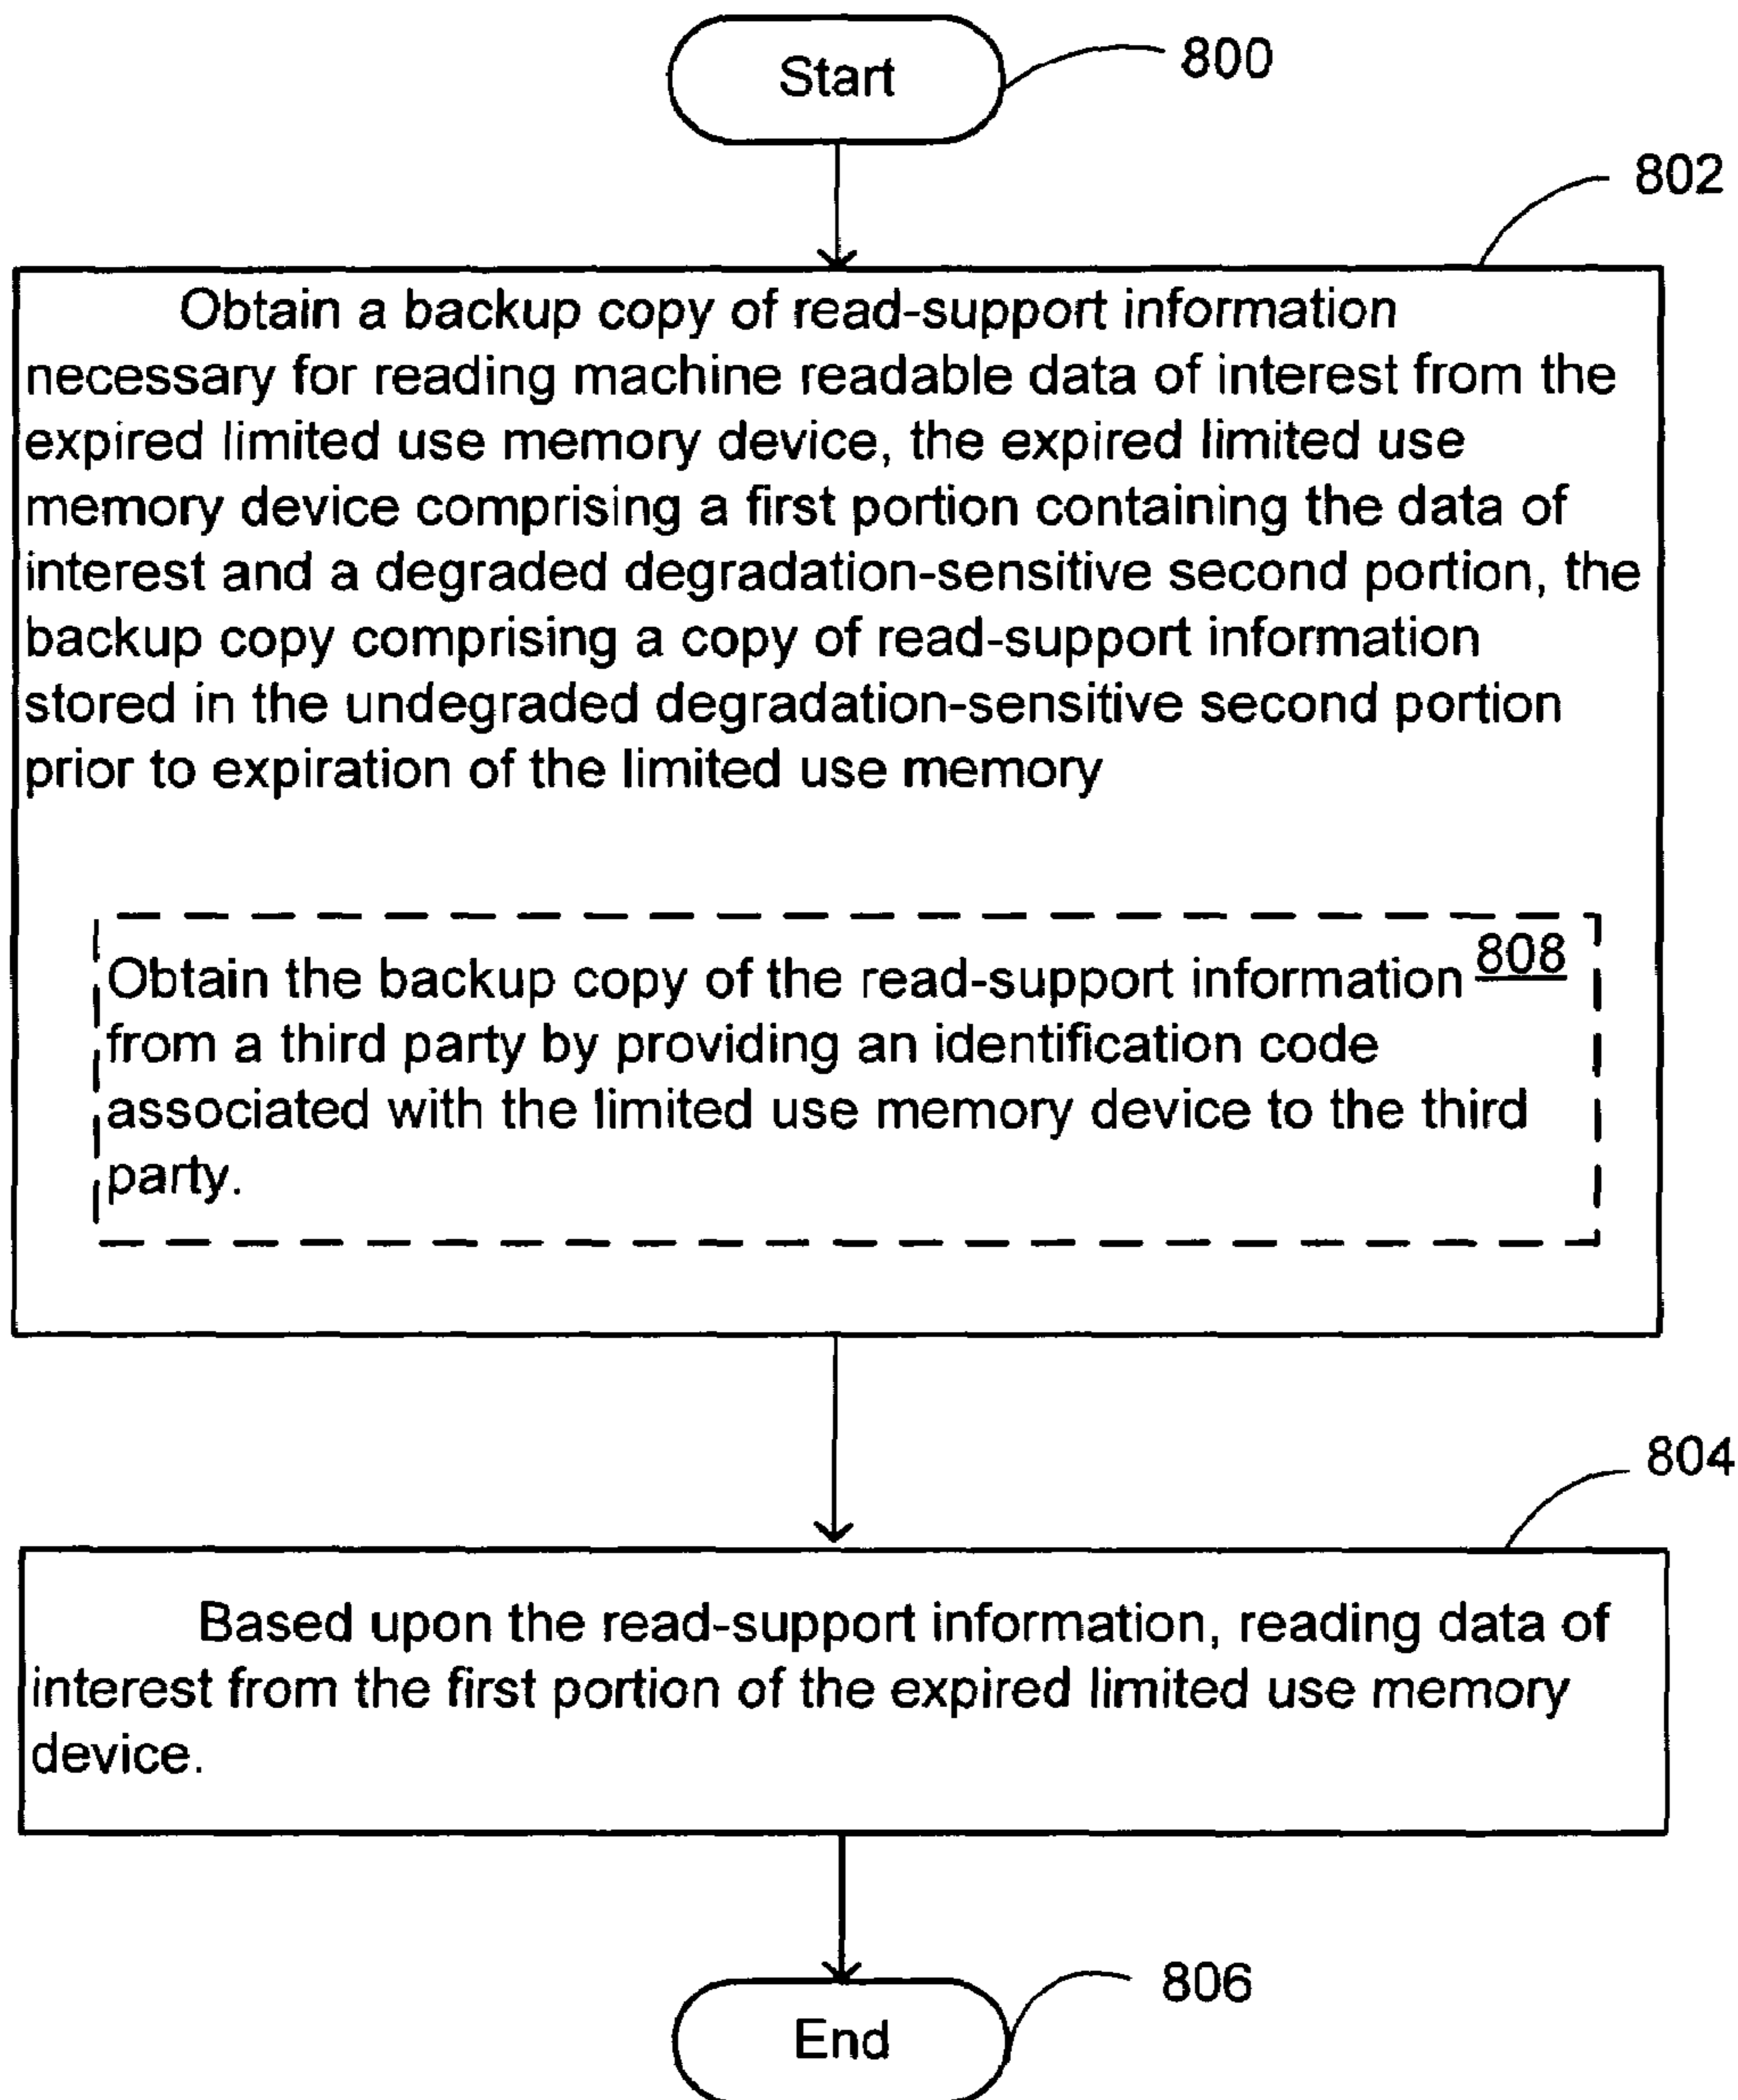 Start
800
802
Obtain a backup copy of read-support information
necessary for reading machine readable data of interest from the
expired limited use memory device, the expired limited use
memory device comprising a first portion containing the data of
interest and a degraded degradation-sensitive second portion, the
backup copy comprising a copy of read-support information
stored in the undegraded degradation-sensitive second portion
prior to expiration of the limited use memory
Obtain the backup copy of the read-support information 808
from a third party by providing an identification code
associated with the limited use memory device to the third
party.
804
Based upon the read-support information, reading data of
interest from the first portion of the expired limited use memory
device.
806
End